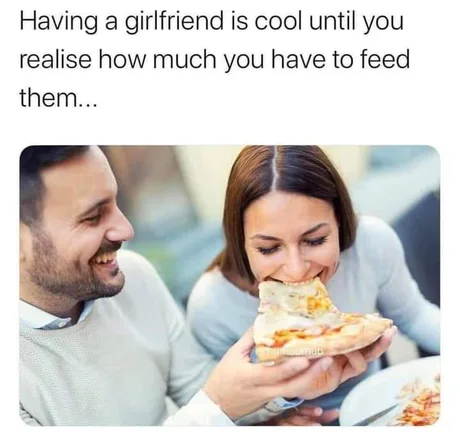 Having a girlfriend is cool until you
realise how much you have to feed
them...